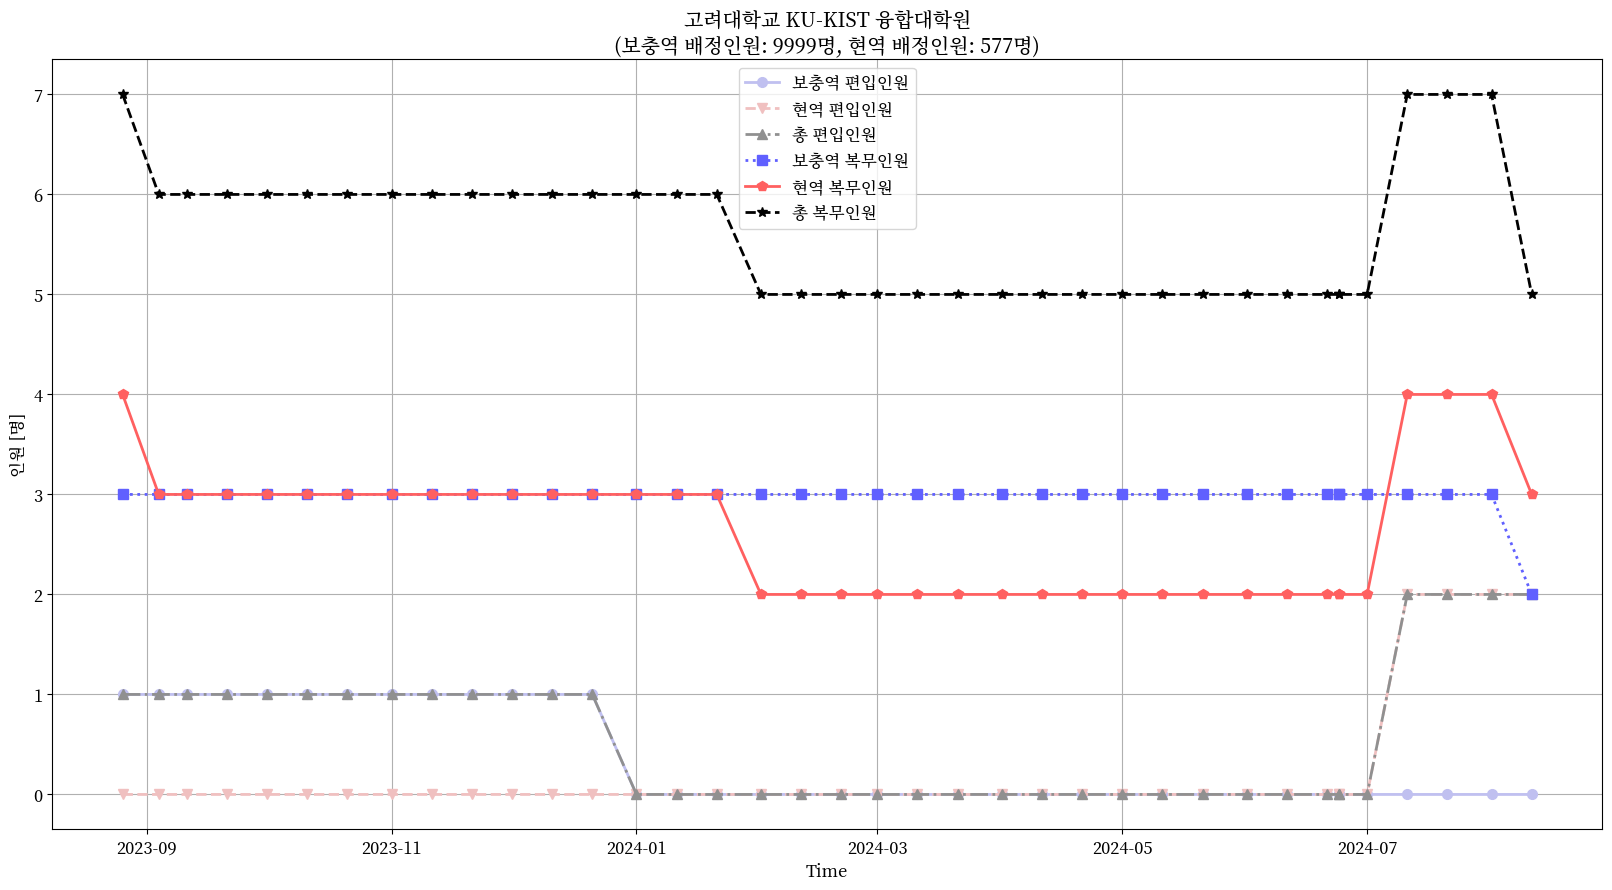 고려대학교 KU-KIST 융합대학원
(보충역 배정인원: 9999명, 현역 배정인원: 577명)
보충역 편입인원
현역 편입인원
총 편입인원
보충역 복무인원
현역 복무인원
총 복무인원
7
6
5
4
3
2
1
0
인원 [명]
2023-09
2023-11
2024-01
2024-03
2024-05
2024-07
Time